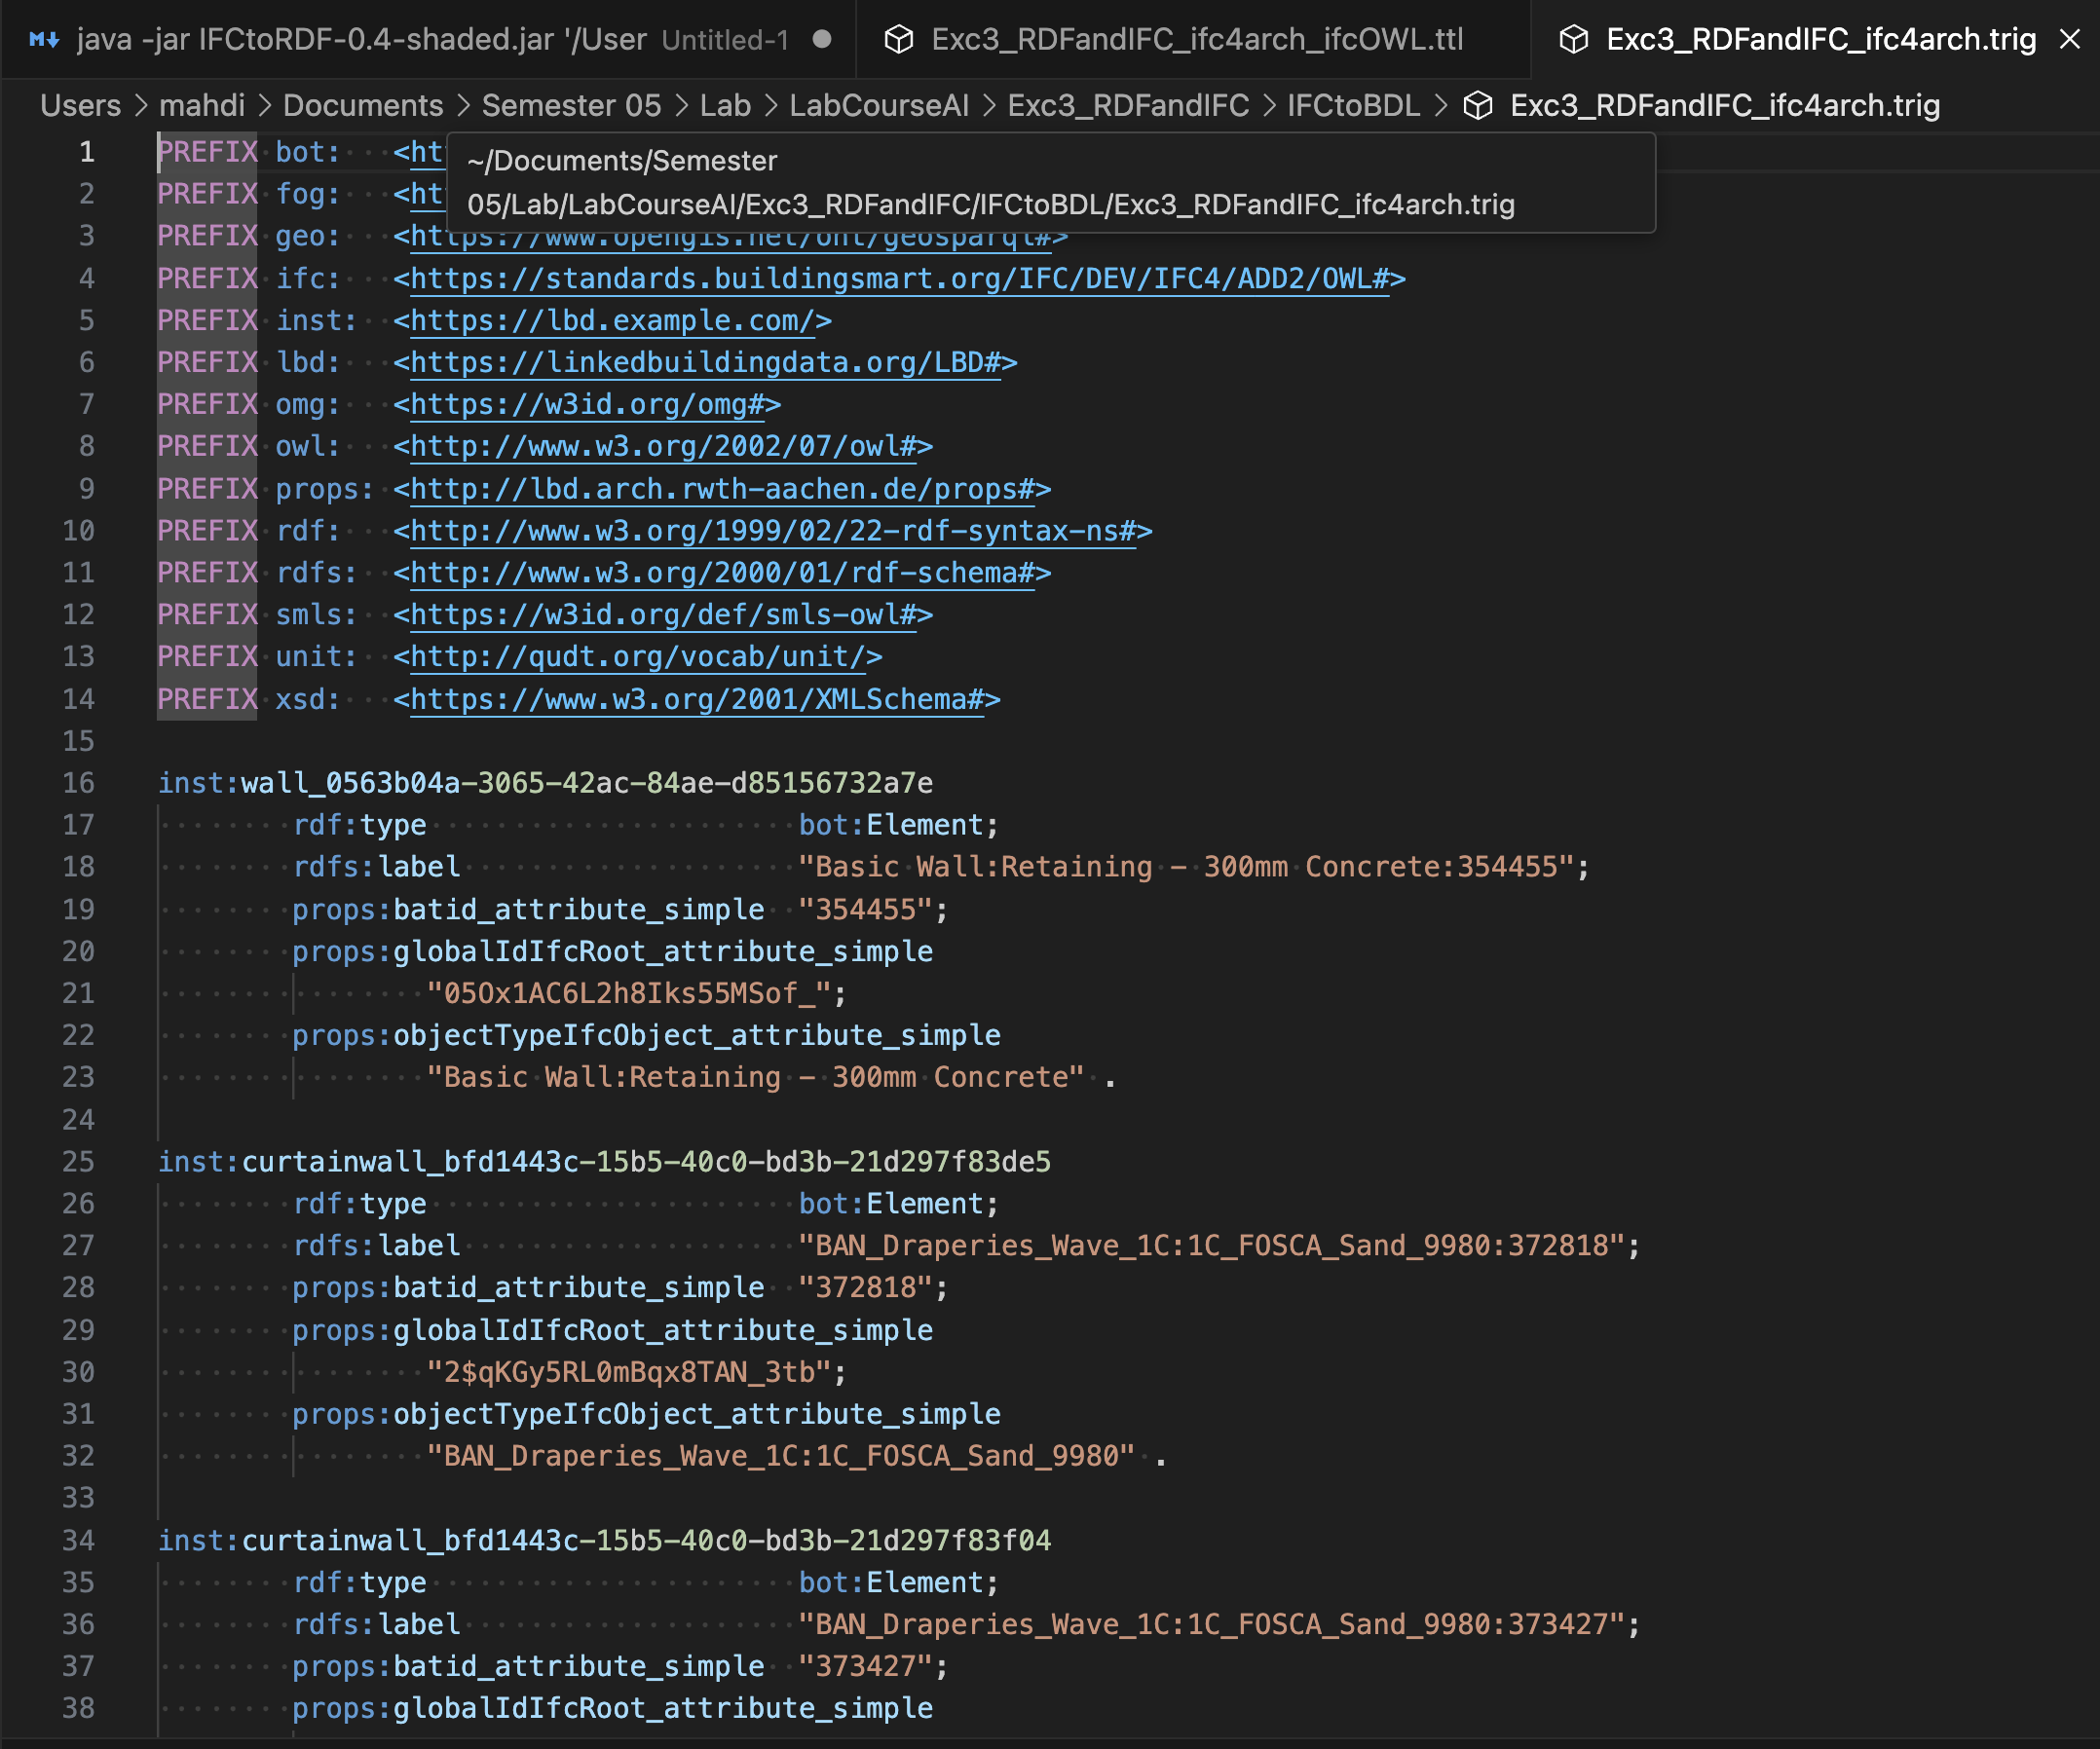 java -jar IFCtoRDF-0.4-shaded.jar '/User Untitled-1
Exc3_RDFandIFC_ifc4arch_ifcOWL.ttl
Exc3_RDFandIFC_ifc4arch.trig
Users > mahdi > Documents > Semester 05 > Lab > LabCourseAI > Exc3_RDFandIFC > IFCtoBDL > Exc3_RDFandIFC_ifc4arch.trig
~/Documents/Semester
05/Lab/LabCourseAI/Exc3_RDFandIFC/IFCtoBDL/Exc3_RDFandIFC_ifc4arch.trig
1 PREFIX bot: <ht
2 PREFIX fog: <ht
3 PREFIX geo: <https://www.opengis.net/ont/geosparql#>
4 PREFIX ifc: <https://standards.buildingsmart.org/IFC/DEV/IFC4/ADD2/OWL#>
5 PREFIX inst: <https://lbd.example.com/>
6 PREFIX lbd: <https://linkedbuildingdata.org/LBD#>
7 PREFIX omg: <https://w3id.org/omg#>
8 PREFIX owl: <http://www.w3.org/2002/07/owl#>
9 PREFIX props: <http://lbd.arch.rwth-aachen.de/props#>
10 PREFIX rdf: <http://www.w3.org/1999/02/22-rdf-syntax-ns#>
11 PREFIX rdfs: <http://www.w3.org/2000/01/rdf-schema#>
12 PREFIX smls: <https://w3id.org/def/smls-owl#>
13 PREFIX unit: <http://qudt.org/vocab/unit/>
14 PREFIX xsd: <https://www.w3.org/2001/XMLSchema#>
15
16 inst:wall_0563b04a-3065-42ac-84ae-d85156732a7e
17 rdf:type bot:Element;
18 rdfs:label "Basic Wall:Retaining - 300mm Concrete:354455";
19 props:batid_attribute_simple "354455";
20 props:globalIdIfcRoot_attribute_simple
21 "05Ox1AC6L2h8Iks55MSof_";
22 props:objectTypeIfcObject_attribute_simple
23 "Basic Wall:Retaining - 300mm Concrete" .
24
25 inst:curtainwall_bfd1443c-15b5-40c0-bd3b-21d297f83de5
26 rdf:type bot:Element;
27 rdfs:label "BAN_Draperies_Wave_1C:1C_FOSCA_Sand_9980:372818";
28 props:batid_attribute_simple "372818";
29 props:globalIdIfcRoot_attribute_simple
30 "2$qKGy5RL0mBqx8TAN_3tb";
31 props:objectTypeIfcObject_attribute_simple
32 "BAN_Draperies_Wave_1C:1C_FOSCA_Sand_9980" .
33
34 inst:curtainwall_bfd1443c-15b5-40c0-bd3b-21d297f83f04
35 rdf:type bot:Element;
36 rdfs:label "BAN_Draperies_Wave_1C:1C_FOSCA_Sand_9980:373427";
37 props:batid_attribute_simple "373427";
38 props:globalIdIfcRoot_attribute_simple